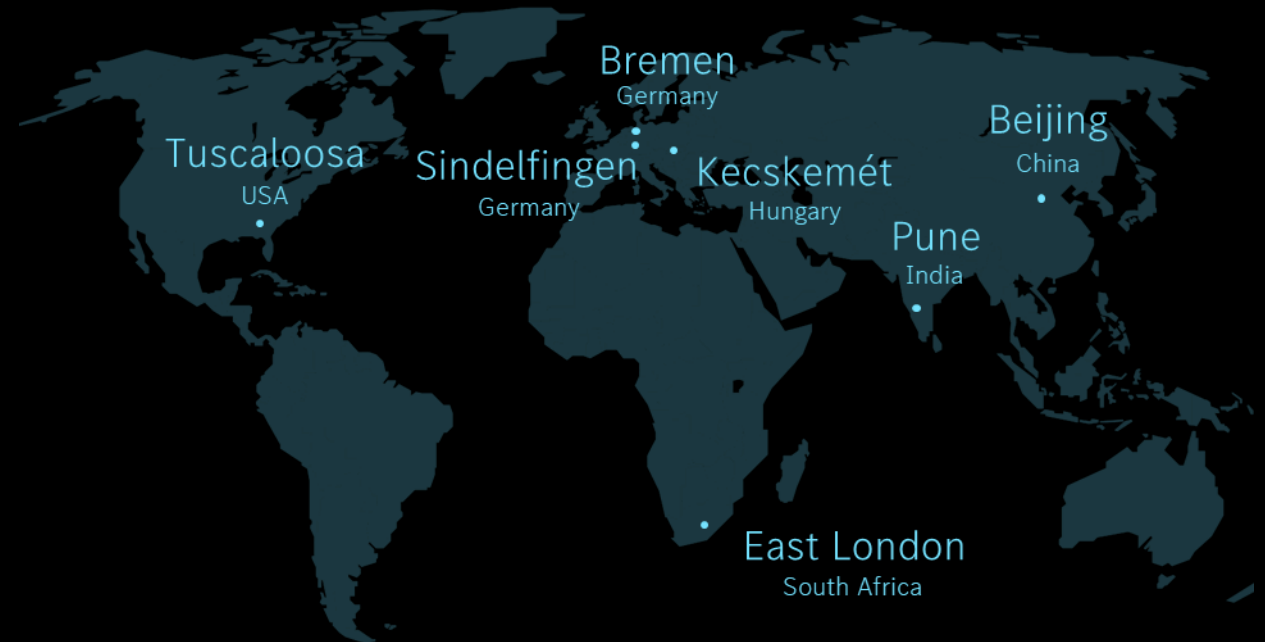 Bremen
Germany
Beijing
China
Tuscaloosa
USA
Sindelfingen
Germany
Kecskemét
Hungary
Pune
India
East London
South Africa